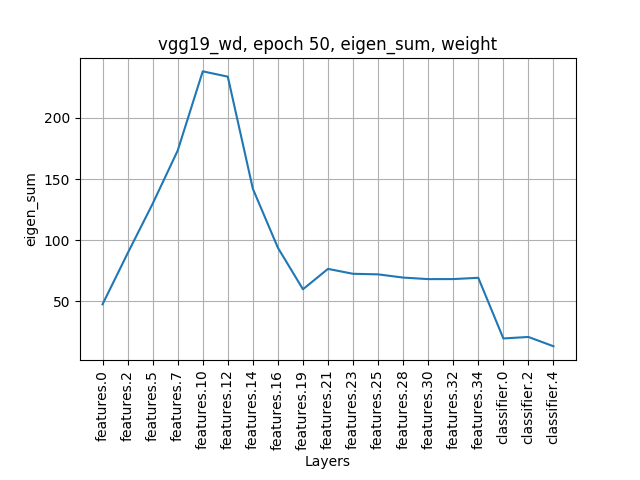 vgg19_wd, epoch 50, eigen_sum, weight
eigen_sum
200
150
100
50
features.0
features.2
features.5
features.7
features.10
features.12
features.14
features.16
features.19
features.21
features.23
features.25
features.28
features.30
features.32
features.34
classifier.0
classifier.2
classifier.4
Layers